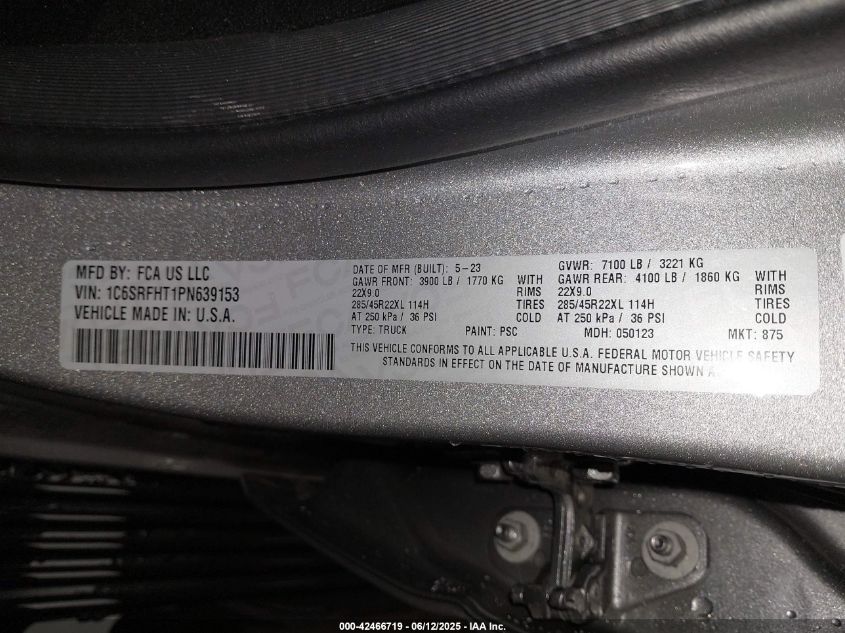 MFD BY: FCA US LLC
VIN: 1C6SRFHT1PN639153
VEHICLE MADE IN: U.S.A.
DATE OF MFR (BUILT): 5-23 GVWR: 7100 LB / 3221 KG
GAWR FRONT: 3900 LB / 1770 KG WITH GAWR REAR: 4100 LB / 1860 KG WITH
22X9.0 RIMS 22X9.0 RIMS
285/45R22XL 114H TIRES 285/45R22XL 114H TIRES
AT 250 kPa / 36 PSI COLD AT 250 kPa / 36 PSI COLD
TYPE: TRUCK PAINT: PSC MDH: 050123 MKT: 875
THIS VEHICLE CONFORMS TO ALL APPLICABLE U.S.A. FEDERAL MOTOR VEHICLE SAFETY
STANDARDS IN EFFECT ON THE DATE OF MANUFACTURE SHOWN
000-42466719 - 06/12/2025 - IAA Inc.